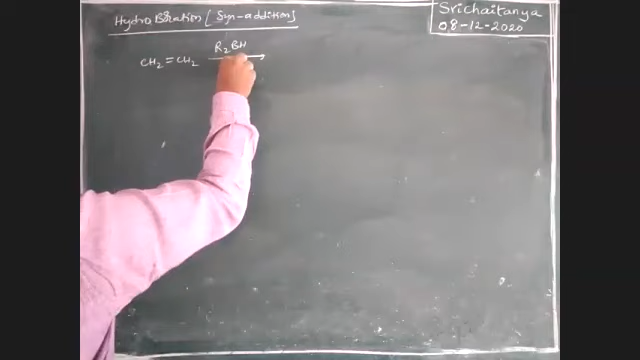 Hydro Boration [Syn-addition]
Srichaitanya
08-12-2020
R₂BH
CH₂=CH₂ ⟶